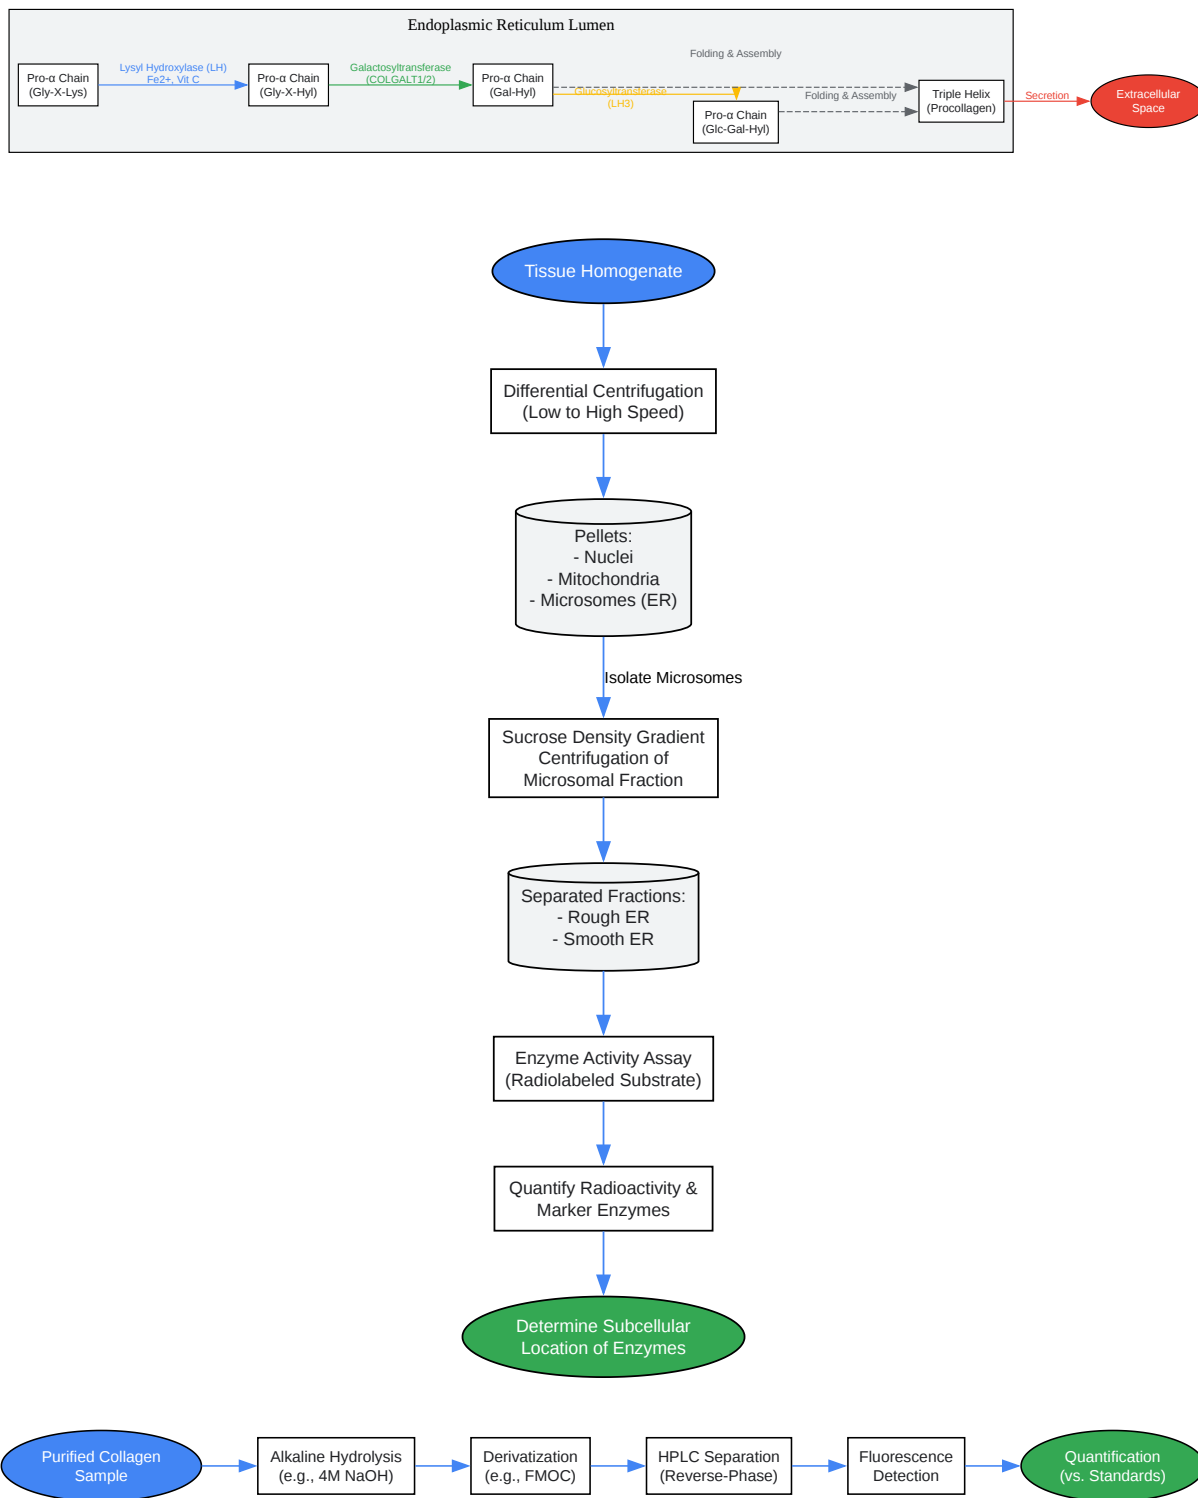 Endoplasmic Reticulum Lumen
Pro-α Chain
(Gly-X-Lys)
Lysyl Hydroxylase (LH)
Fe2+, Vit C
Pro-α Chain
(Gly-X-Hyl)
Galactosyltransferase
(COLGALT1/2)
Pro-α Chain
(Gal-Hyl)
Glucosyltransferase
(LH3)
Folding & Assembly
Pro-α Chain
(Glc-Gal-Hyl)
Folding & Assembly
Triple Helix
(Procollagen)
Secretion
Extracellular
Space
Tissue Homogenate
Differential Centrifugation
(Low to High Speed)
Pellets:
- Nuclei
- Mitochondria
- Microsomes (ER)
Isolate Microsomes
Sucrose Density Gradient
Centrifugation of
Microsomal Fraction
Separated Fractions:
- Rough ER
- Smooth ER
Enzyme Activity Assay
(Radiolabeled Substrate)
Quantify Radioactivity &
Marker Enzymes
Determine Subcellular
Location of Enzymes
Purified Collagen
Sample
Alkaline Hydrolysis
(e.g., 4M NaOH)
Derivatization
(e.g., FMOC)
HPLC Separation
(Reverse-Phase)
Fluorescence
Detection
Quantification
(vs. Standards)